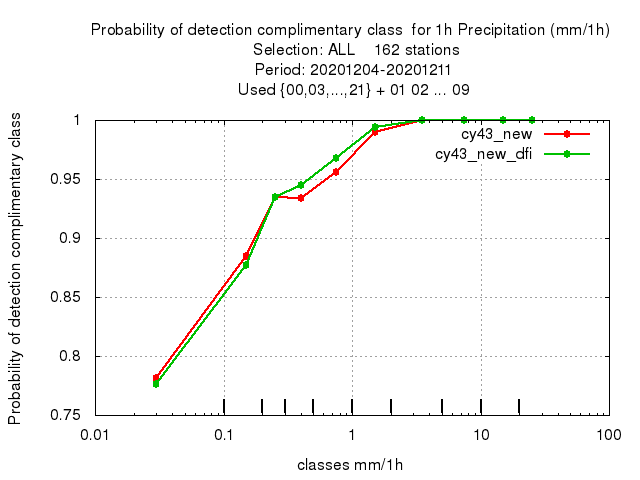 Probability of detection complimentary class  for 1h Precipitation (mm/1h)
Selection: ALL    162 stations
Period: 20201204-20201211
Used {00,03,...,21} + 01 02 ... 09
Probability of detection complimentary class
1
0.95
0.9
0.85
0.8
0.75
cy43_new
cy43_new_dfi
0.01 0.1 1 10 100
classes mm/1h